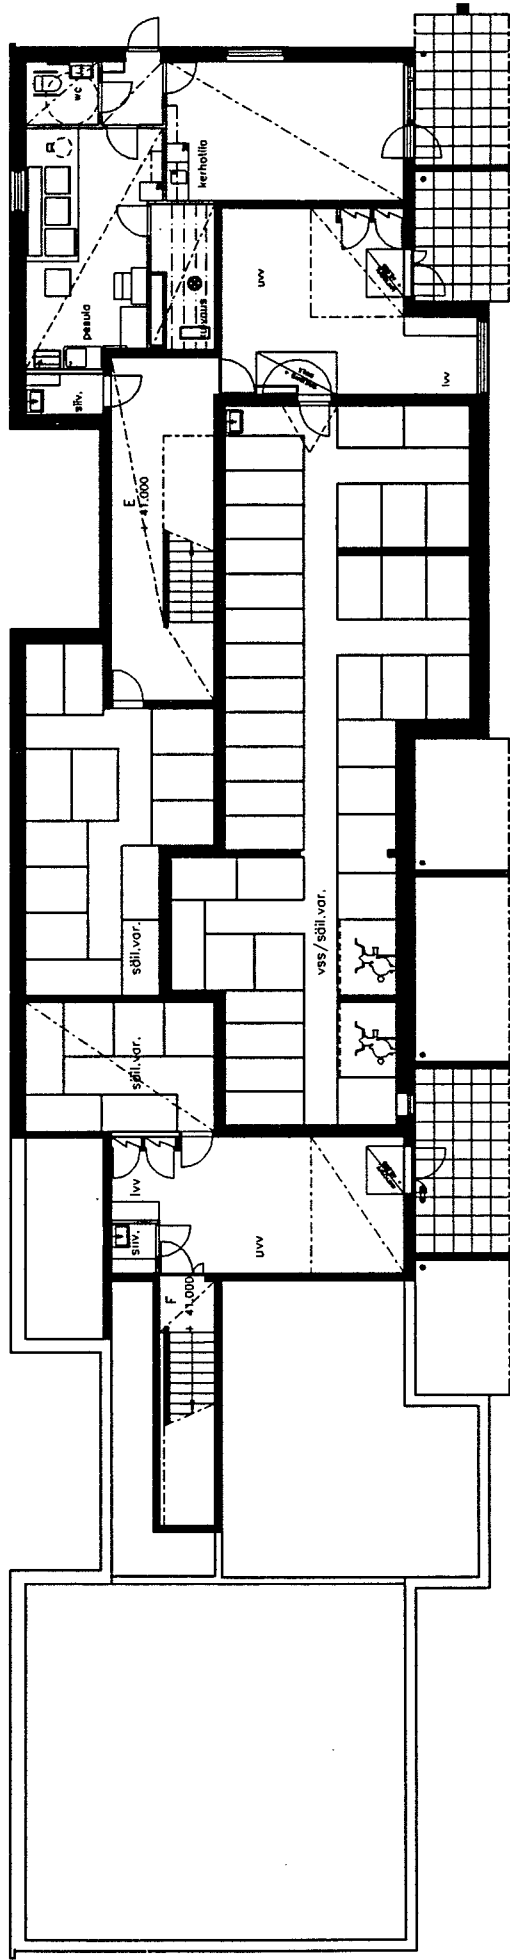 wc
kerhotila
pesula
kuivaus
siiv.
uvv
lvv
E
+ 41.000
säil.var.
vss/säil.var.
säil.var.
lvv
siiv.
uvv
F
+ 41.000